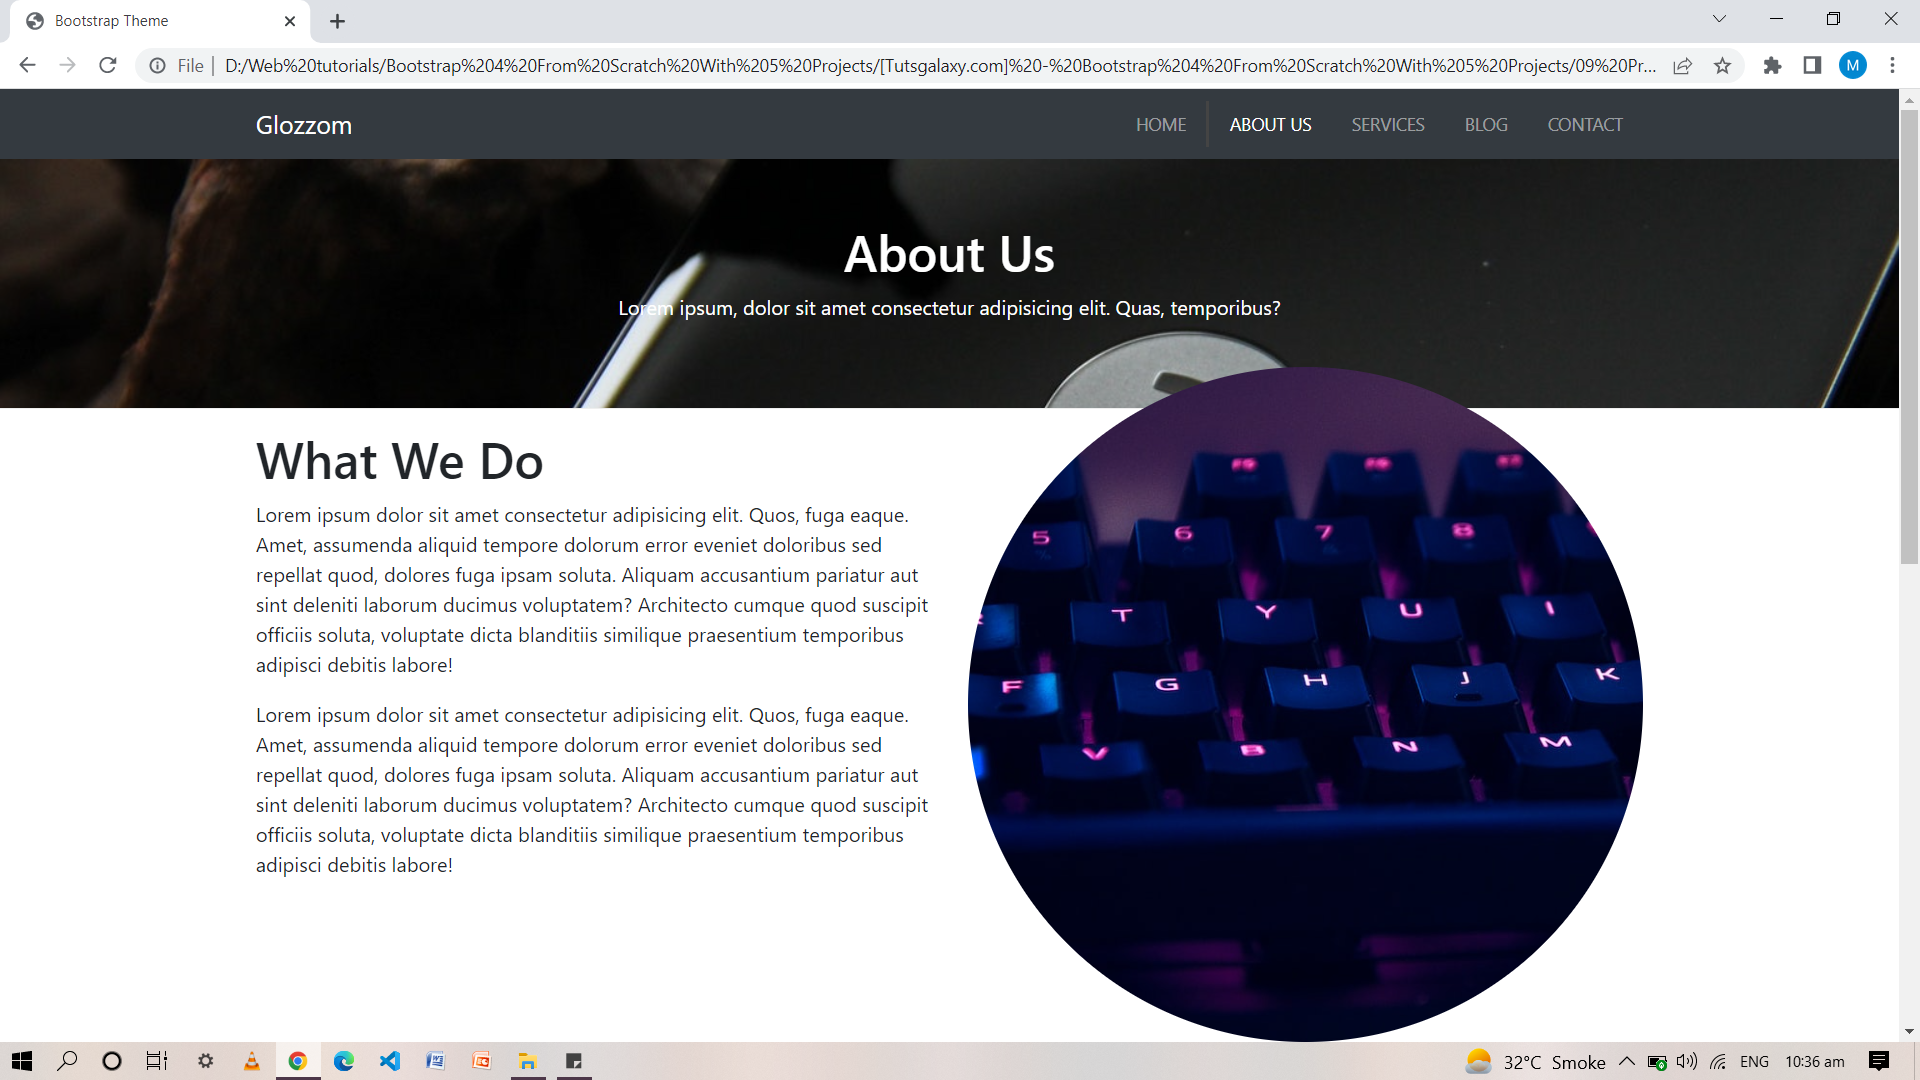 Bootstrap Theme
File | D:/Web%20tutorials/Bootstrap%204%20From%20Scratch%20With%205%20Projects/[Tutsgalaxy.com]%20-%20Bootstrap%204%20From%20Scratch%20With%205%20Projects/09%20Pr...
M
Glozzom
HOME ABOUT US SERVICES BLOG CONTACT
About Us
Lorem ipsum, dolor sit amet consectetur adipisicing elit. Quas, temporibus?
What We Do
Lorem ipsum dolor sit amet consectetur adipisicing elit. Quos, fuga eaque.
Amet, assumenda aliquid tempore dolorum error eveniet doloribus sed
repellat quod, dolores fuga ipsam soluta. Aliquam accusantium pariatur aut
sint deleniti laborum ducimus voluptatem? Architecto cumque quod suscipit
officiis soluta, voluptate dicta blanditiis similique praesentium temporibus
adipisci debitis labore!
Lorem ipsum dolor sit amet consectetur adipisicing elit. Quos, fuga eaque.
Amet, assumenda aliquid tempore dolorum error eveniet doloribus sed
repellat quod, dolores fuga ipsam soluta. Aliquam accusantium pariatur aut
sint deleniti laborum ducimus voluptatem? Architecto cumque quod suscipit
officiis soluta, voluptate dicta blanditiis similique praesentium temporibus
adipisci debitis labore!
5 6 7 8
T Y U I
F G H J K
V B N M
32°C Smoke ENG 10:36 am